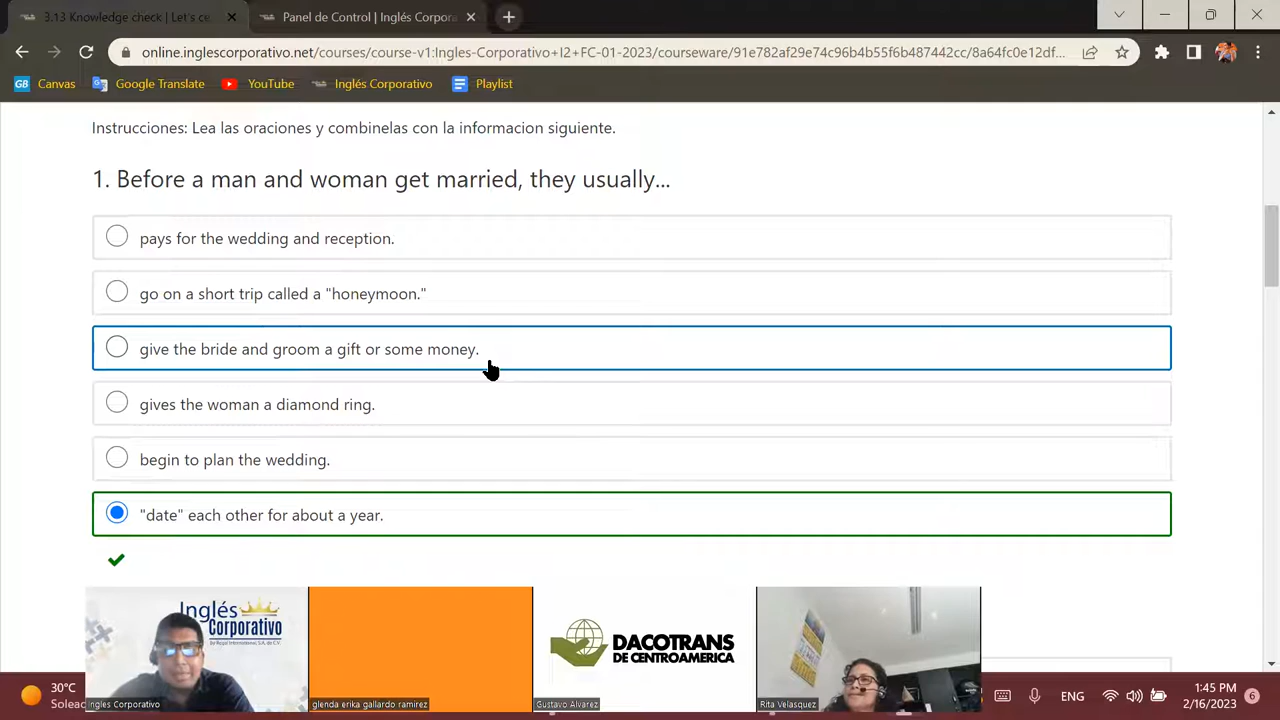 3.13 Knowledge check | Let's ce
Panel de Control | Inglés Corpora
online.inglescorporativo.net/courses/course-v1:Ingles-Corporativo+I2+FC-01-2023/courseware/91e782af29e74c96b4b55f6b487442cc/8a64fc0e12df...
Canvas
Google Translate
YouTube
Inglés Corporativo
Playlist
Instrucciones: Lea las oraciones y combinelas con la informacion siguiente.
1. Before a man and woman get married, they usually...
pays for the wedding and reception.
go on a short trip called a "honeymoon."
give the bride and groom a gift or some money.
gives the woman a diamond ring.
begin to plan the wedding.
"date" each other for about a year.
Inglés
Corporativo
DACOTRANS
DE CENTROAMERICA
Ingles Corporativo
glenda erika gallardo ramirez
Gustavo Alvarez
Rita Velasquez
30°C
Soleac
ENG
1:45 PM
2/16/2023
6